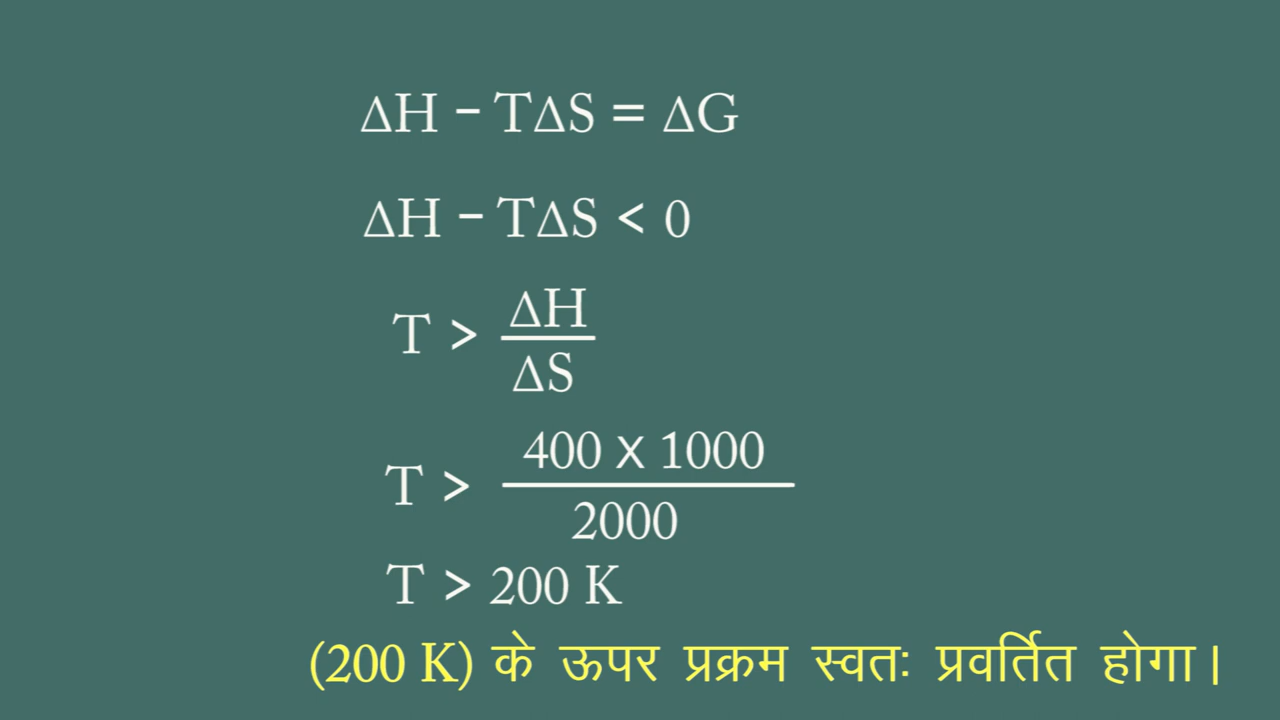 ΔH – TΔS = ΔG
ΔH – TΔS < 0
T > ΔH/ΔS
T > 400 X 1000/2000
T > 200 K
(200 K) के ऊपर प्रक्रम स्वतः प्रवर्तित होगा।